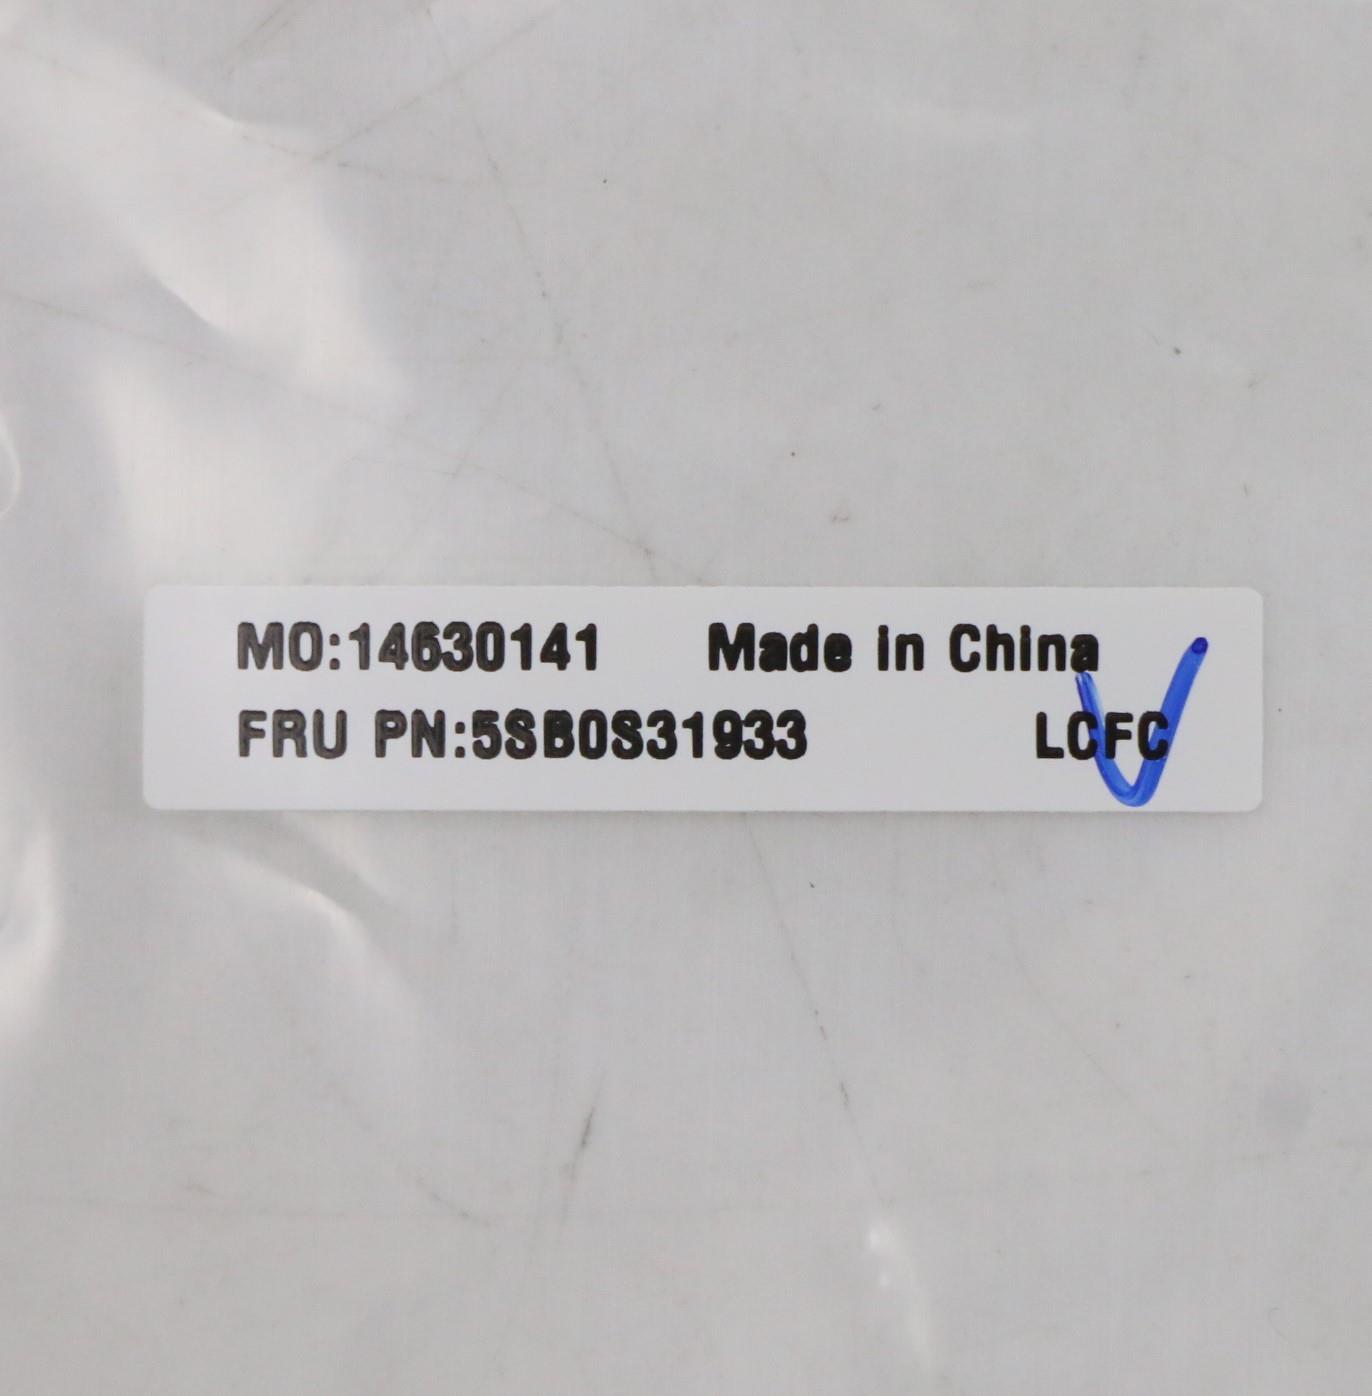 MO:14630141 Made in China
FRU PN:5SB0S31933 LCFC